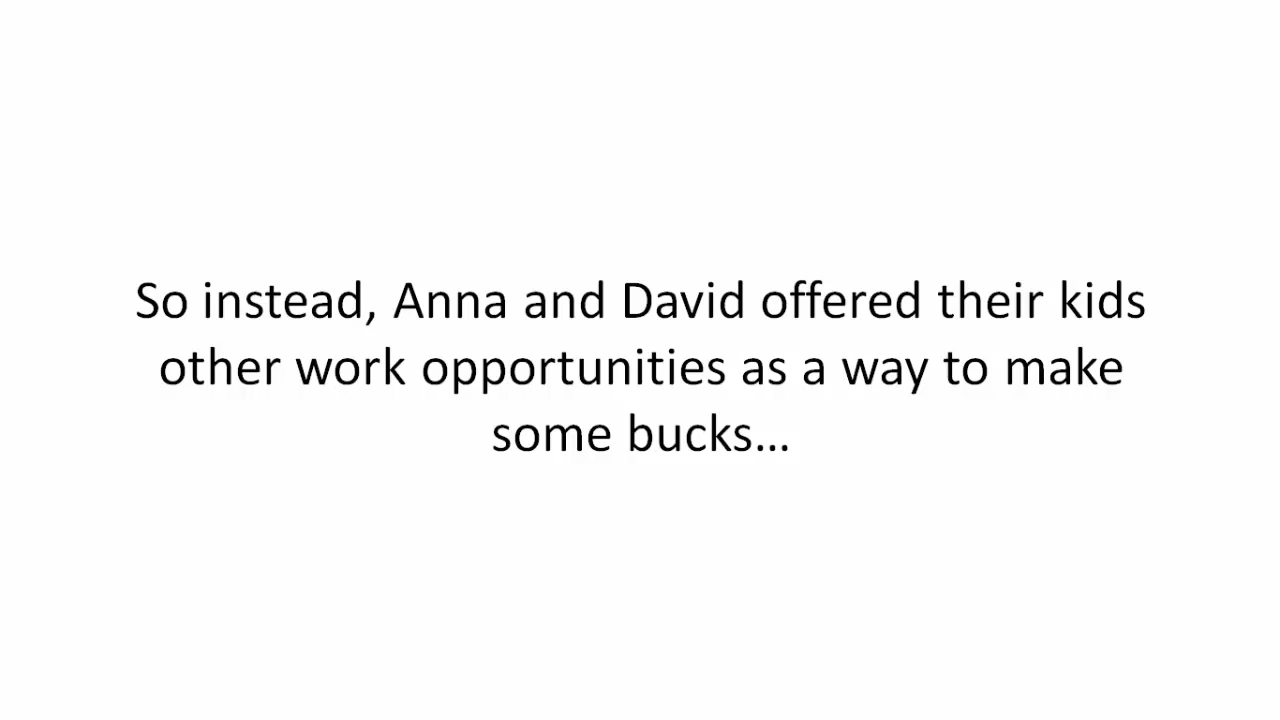 So instead, Anna and David offered their kids
other work opportunities as a way to make
some bucks…